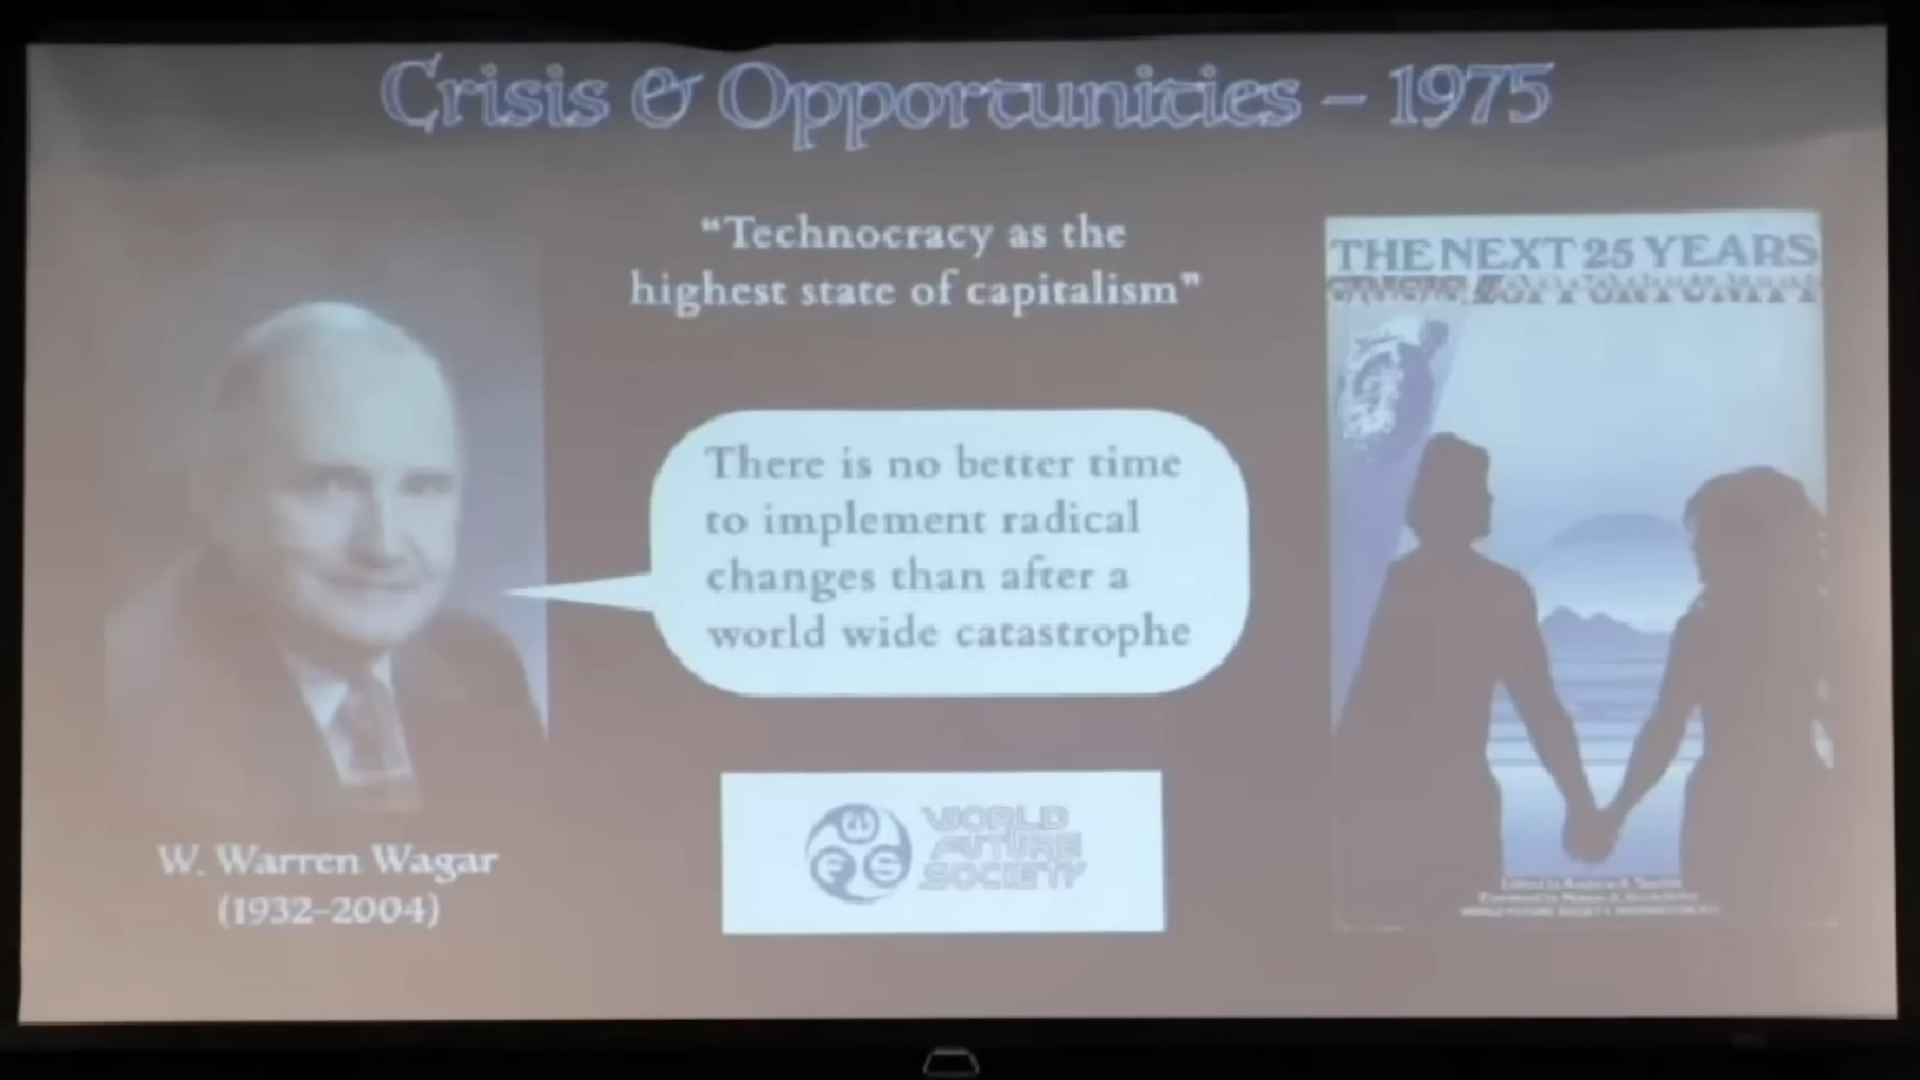 Crisis & Opportunities – 1975
“Technocracy as the
highest state of capitalism”
THE NEXT 25 YEARS
There is no better time
to implement radical
changes than after a
world wide catastrophe
W. Warren Wagar
(1932–2004)
WFS
WORLD
FUTURE
SOCIETY